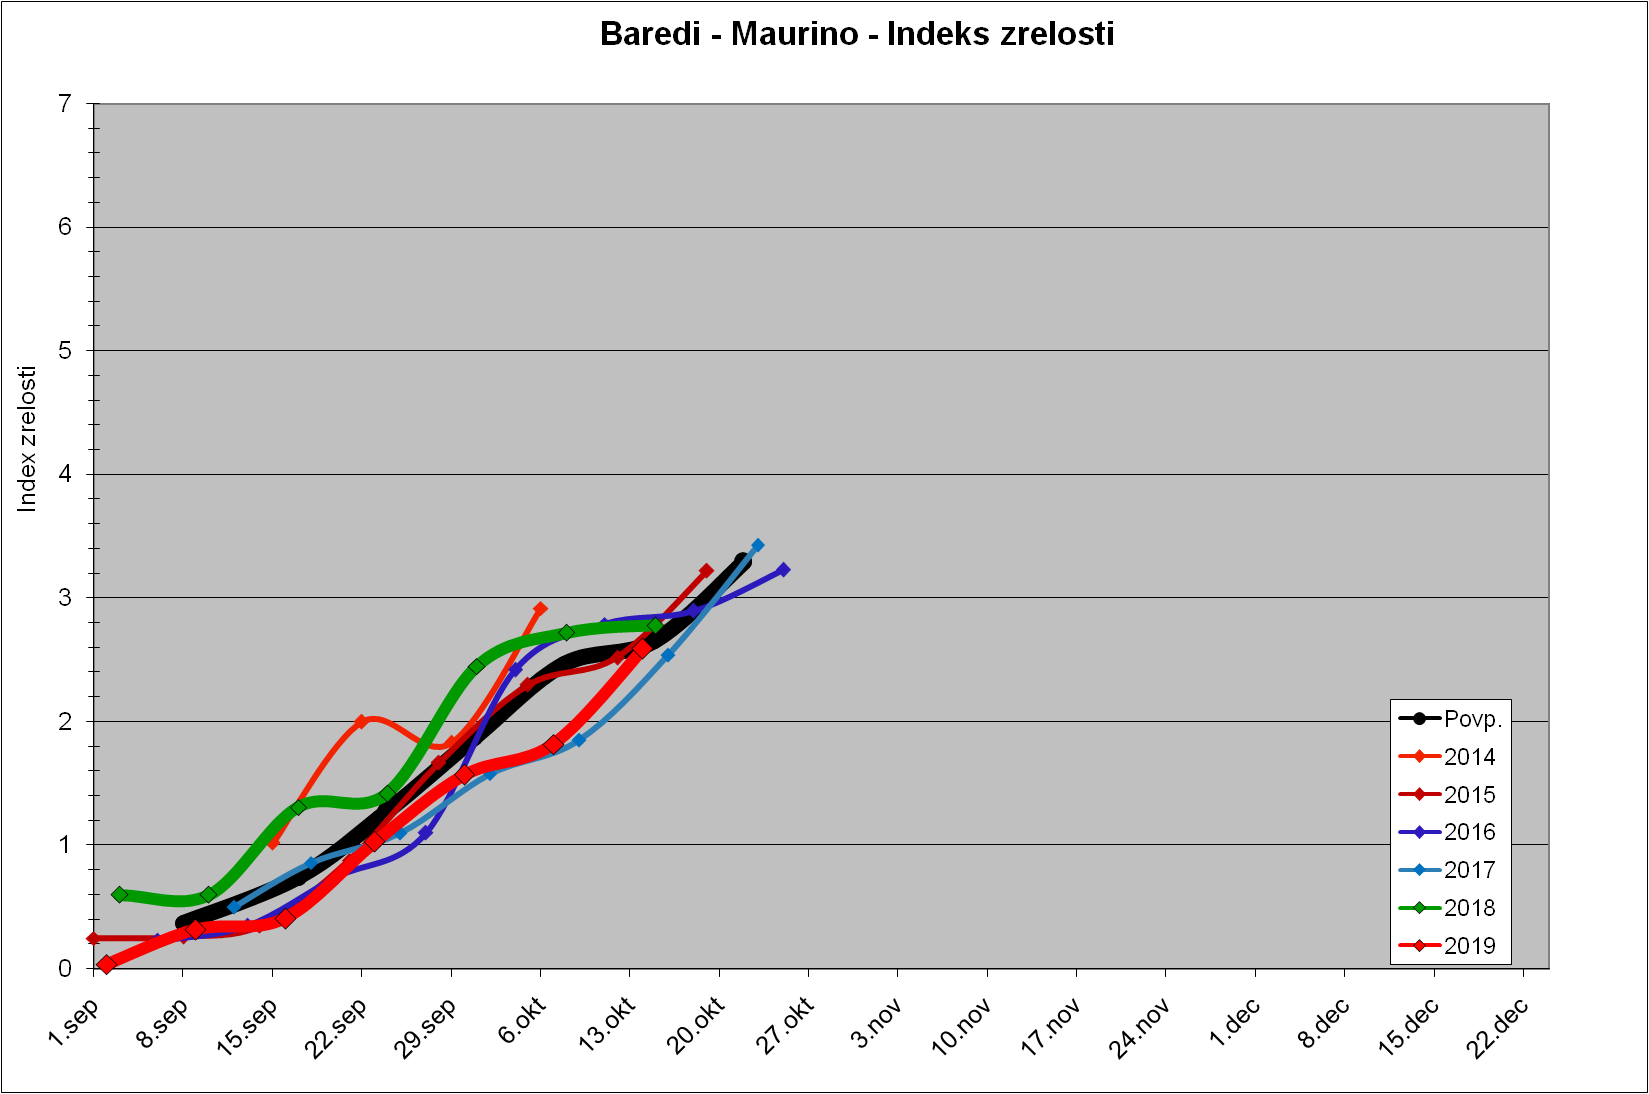 Baredi - Maurino - Indeks zrelosti
7
6
5
4
3
2
1
0
Index zrelosti
1.sep
8.sep
15.sep
22.sep
29.sep
6.okt
13.okt
20.okt
27.okt
3.nov
10.nov
17.nov
24.nov
1.dec
8.dec
15.dec
22.dec
Povp.
2014
2015
2016
2017
2018
2019